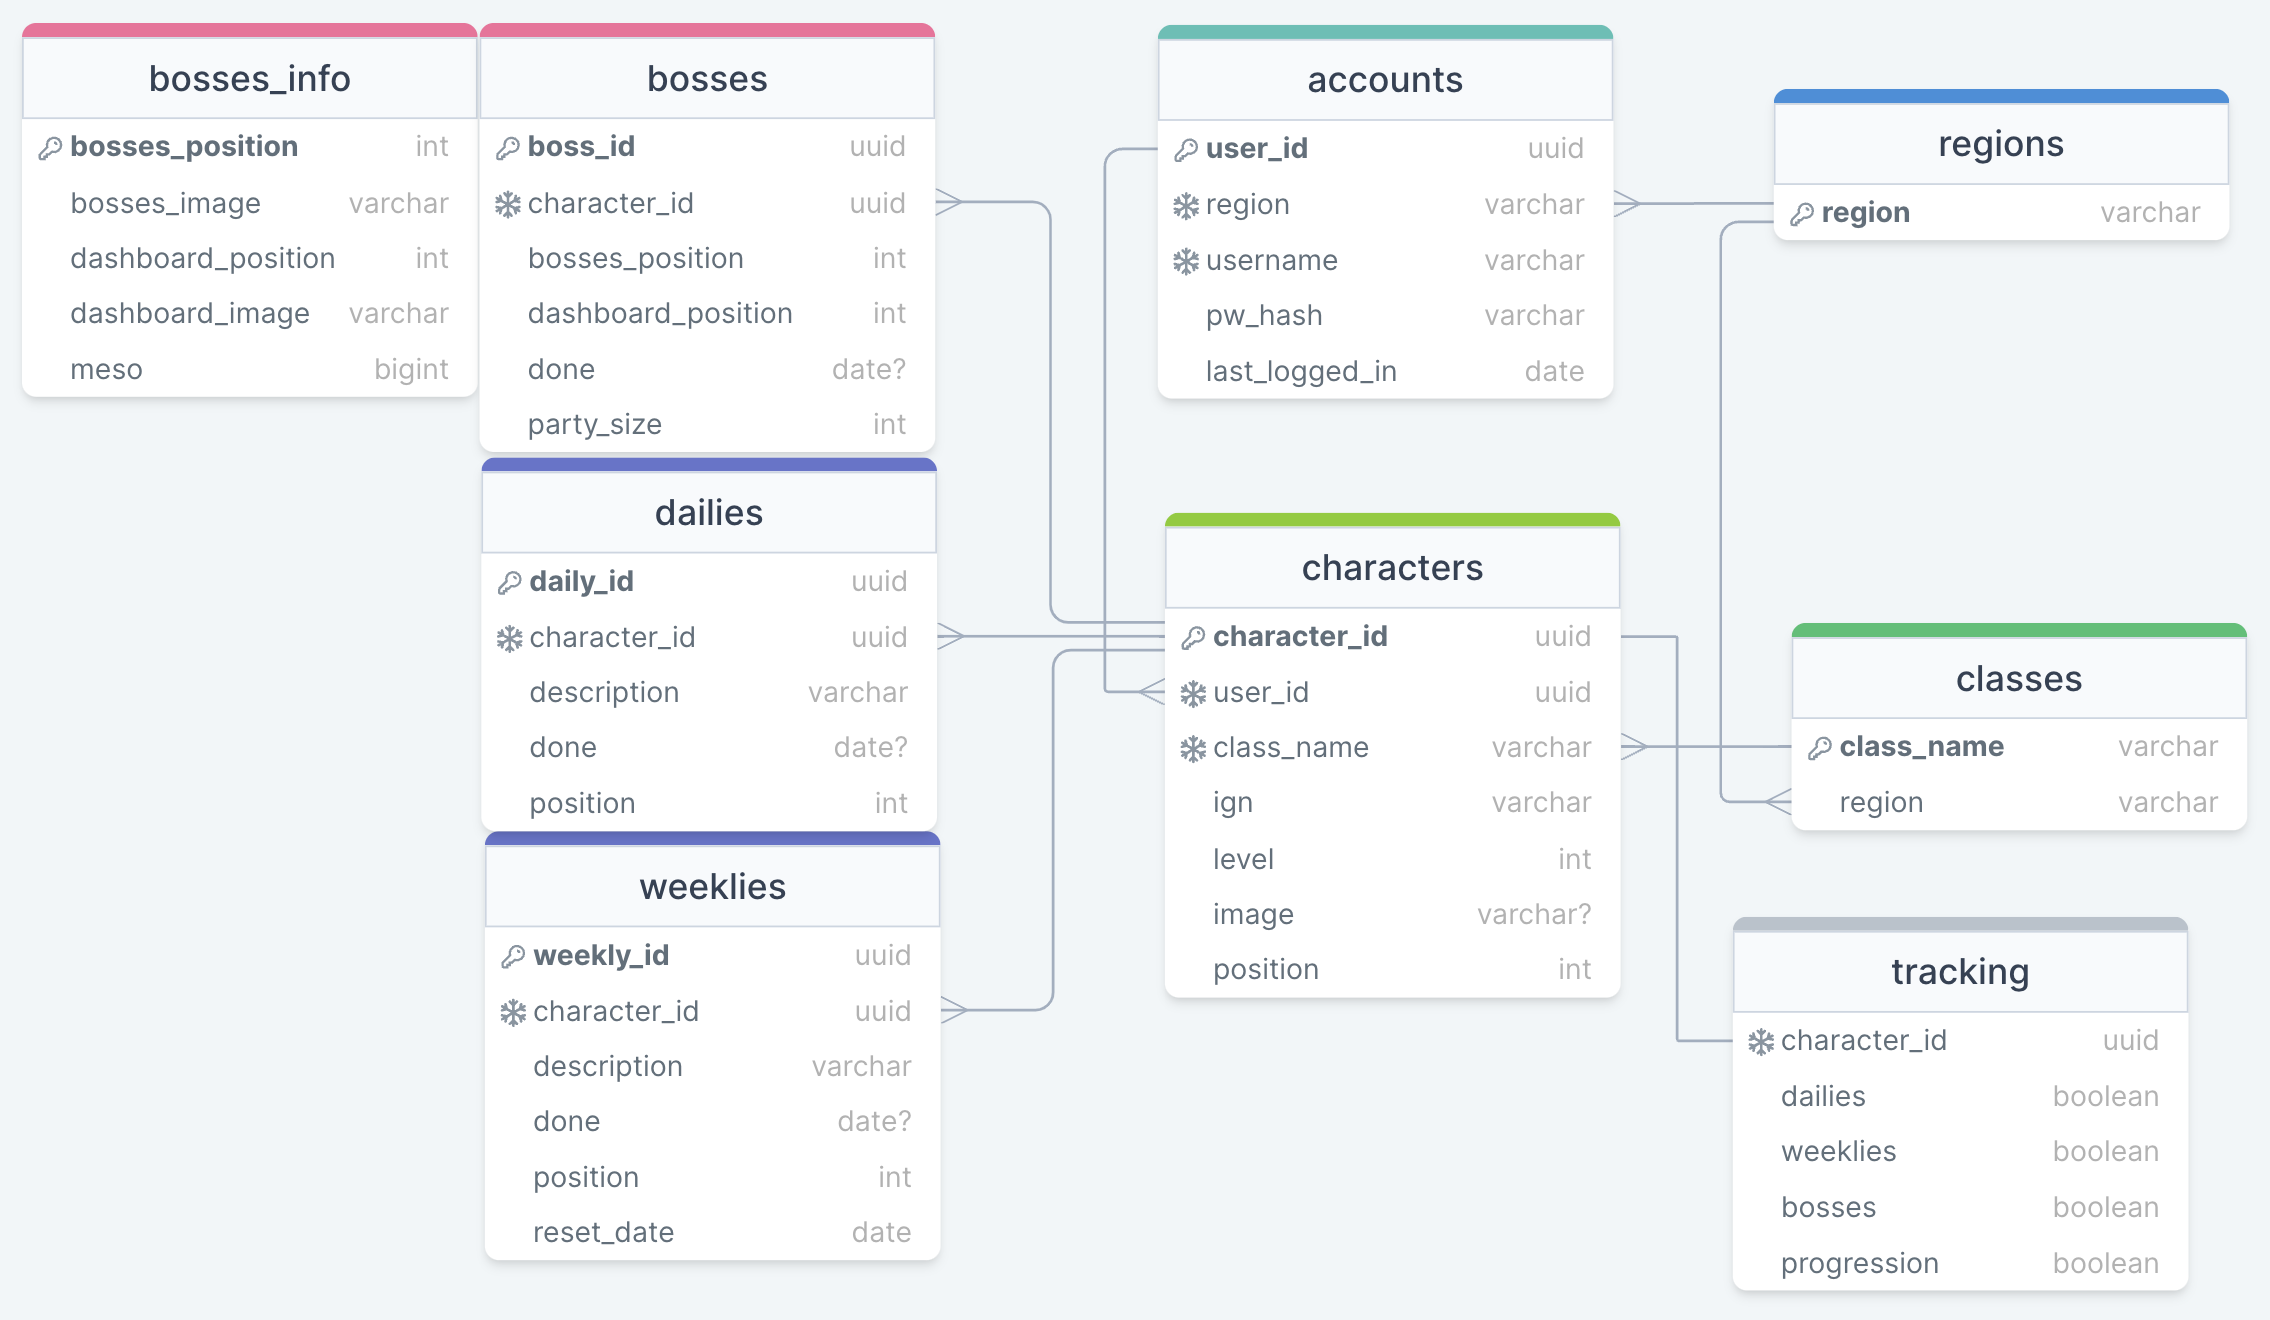 bosses_info
bosses_position int
bosses_image varchar
dashboard_position int
dashboard_image varchar
meso bigint
bosses
boss_id uuid
character_id uuid
bosses_position int
dashboard_position int
done date?
party_size int
dailies
daily_id uuid
character_id uuid
description varchar
done date?
position int
weeklies
weekly_id uuid
character_id uuid
description varchar
done date?
position int
reset_date date
accounts
user_id uuid
region varchar
username varchar
pw_hash varchar
last_logged_in date
characters
character_id uuid
user_id uuid
class_name varchar
ign varchar
level int
image varchar?
position int
regions
region varchar
classes
class_name varchar
region varchar
tracking
character_id uuid
dailies boolean
weeklies boolean
bosses boolean
progression boolean